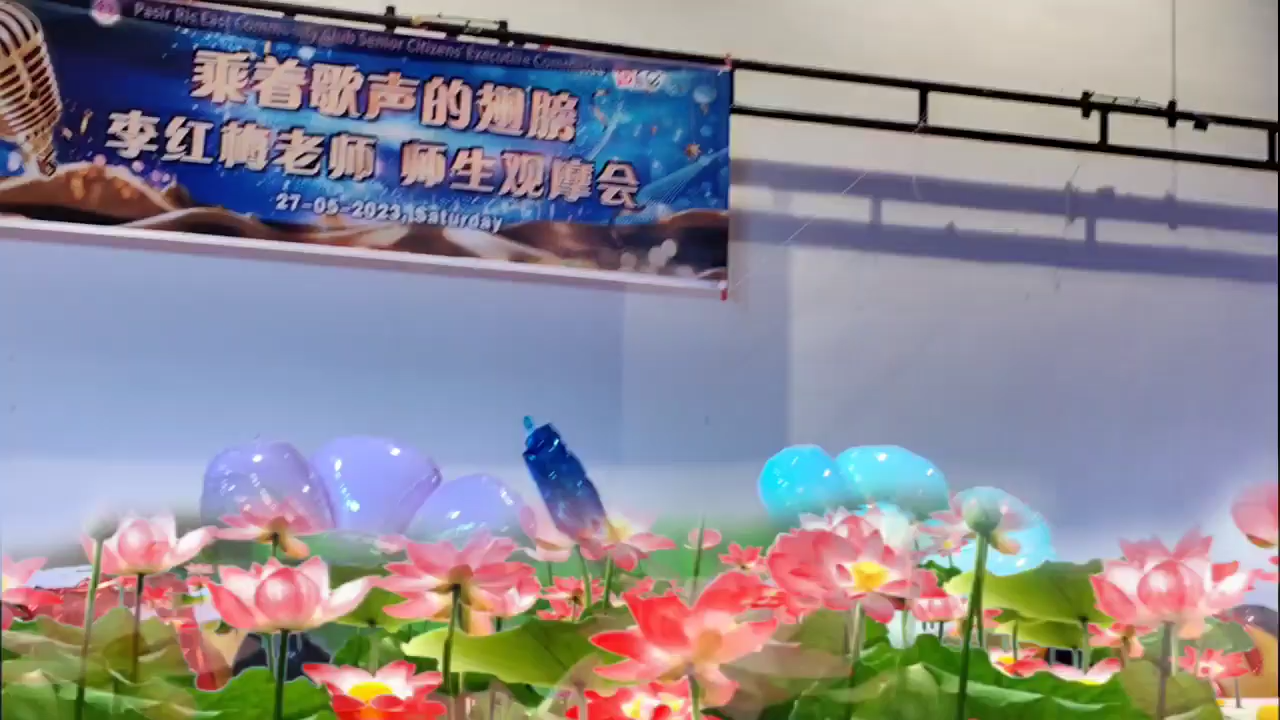 Pasir Ris East Community Club Senior Citizens' Executive Committee
乘着歌声的翅膀
李红梅老师 师生观摩会
27-05-2023, Saturday